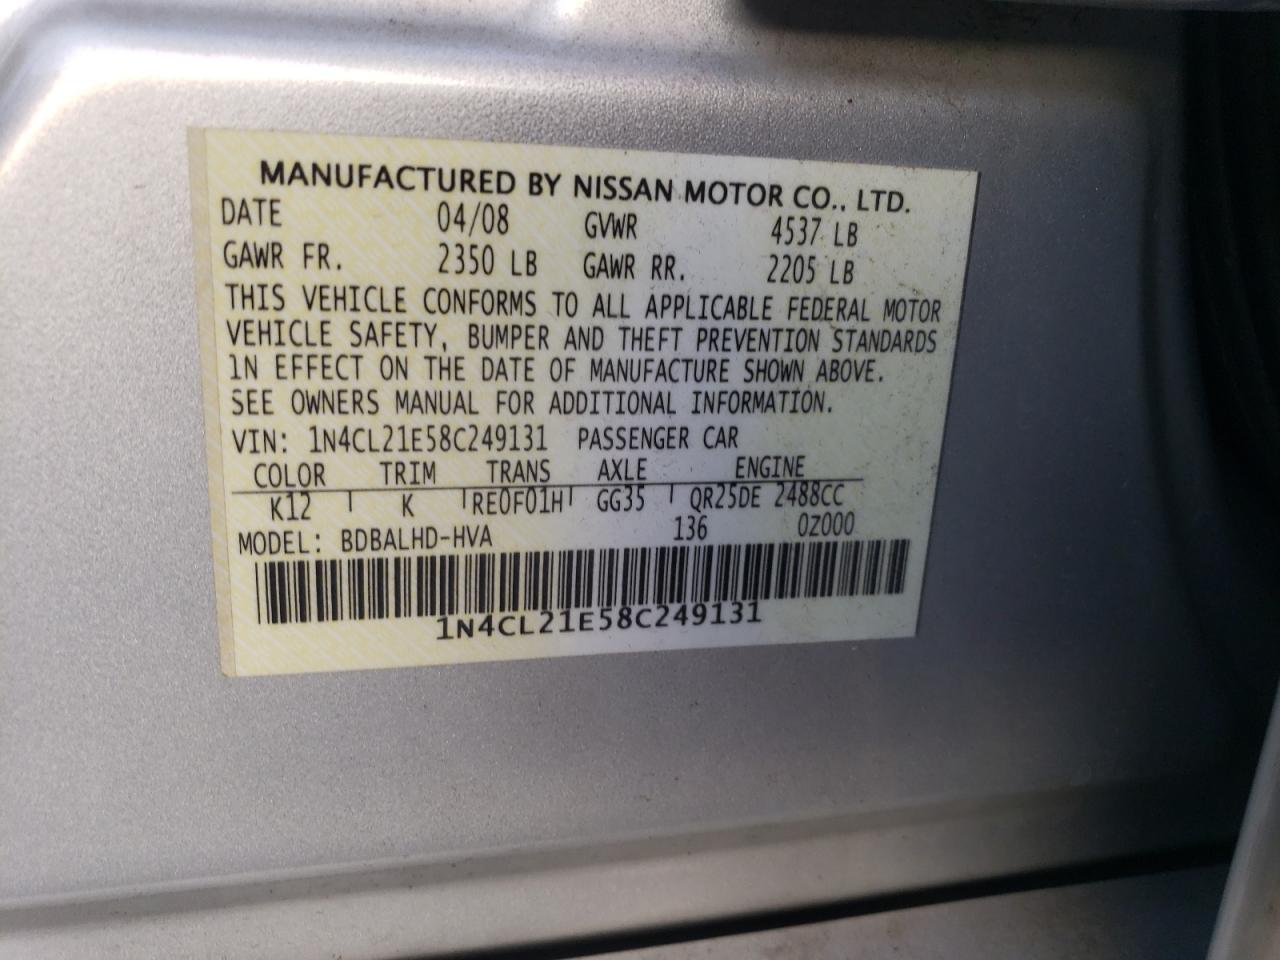 MANUFACTURED BY NISSAN MOTOR CO., LTD.
DATE 04/08 GVWR 4537 LB
GAWR FR. 2350 LB GAWR RR. 2205 LB
THIS VEHICLE CONFORMS TO ALL APPLICABLE FEDERAL MOTOR
VEHICLE SAFETY, BUMPER AND THEFT PREVENTION STANDARDS
IN EFFECT ON THE DATE OF MANUFACTURE SHOWN ABOVE.
SEE OWNERS MANUAL FOR ADDITIONAL INFORMATION.
VIN: 1N4CL21E58C249131 PASSENGER CAR
COLOR TRIM TRANS AXLE ENGINE
K12 K RE0F01H GG35 QR25DE 2488CC
MODEL: BDBALHD-HVA 136 0Z000
1N4CL21E58C249131